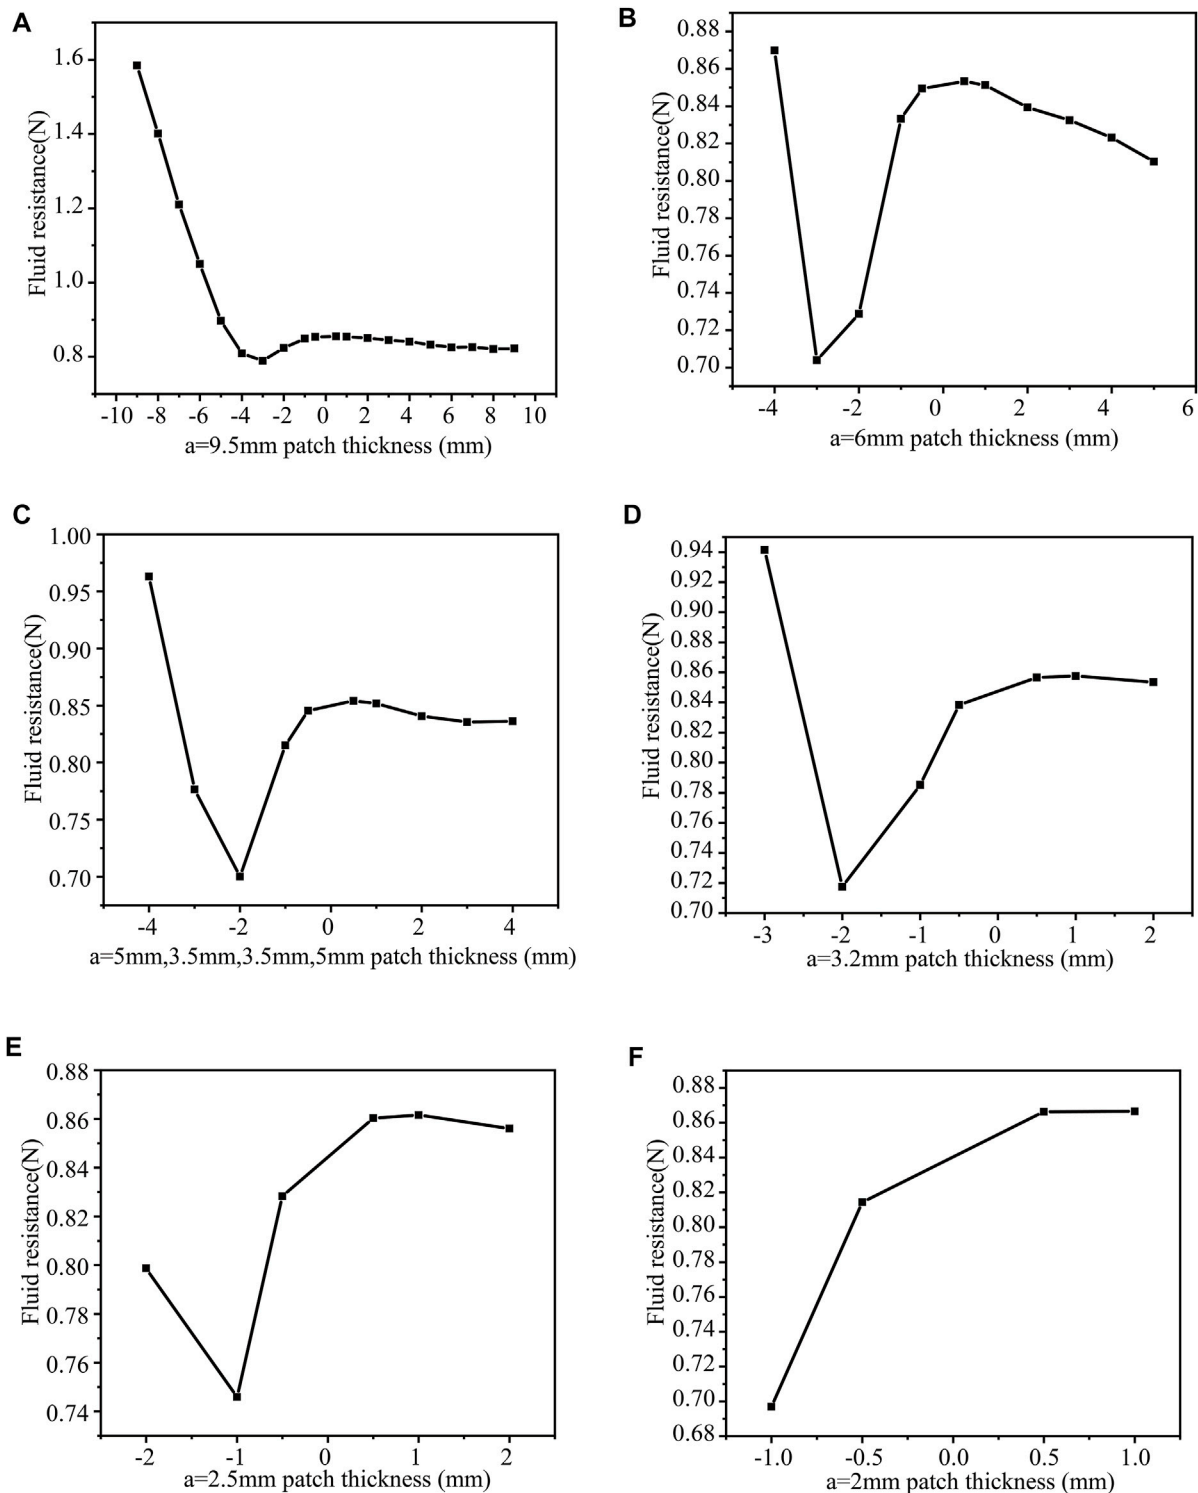 A
Fluid resistance(N)
1.6
1.4
1.2
1.0
0.8
-10 -8 -6 -4 -2 0 2 4 6 8 10
a=9.5mm patch thickness (mm)
B
Fluid resistance(N)
0.88
0.86
0.84
0.82
0.80
0.78
0.76
0.74
0.72
0.70
-4 -2 0 2 4 6
a=6mm patch thickness (mm)
C
Fluid resistance(N)
1.00
0.95
0.90
0.85
0.80
0.75
0.70
-4 -2 0 2 4
a=5mm,3.5mm,3.5mm,5mm patch thickness (mm)
D
Fluid resistance(N)
0.94
0.92
0.90
0.88
0.86
0.84
0.82
0.80
0.78
0.76
0.74
0.72
0.70
-3 -2 -1 0 1 2
a=3.2mm patch thickness (mm)
E
Fluid resistance(N)
0.88
0.86
0.84
0.82
0.80
0.78
0.76
0.74
-2 -1 0 1 2
a=2.5mm patch thickness (mm)
F
Fluid resistance(N)
0.88
0.86
0.84
0.82
0.80
0.78
0.76
0.74
0.72
0.70
0.68
-1.0 -0.5 0.0 0.5 1.0
a=2mm patch thickness (mm)